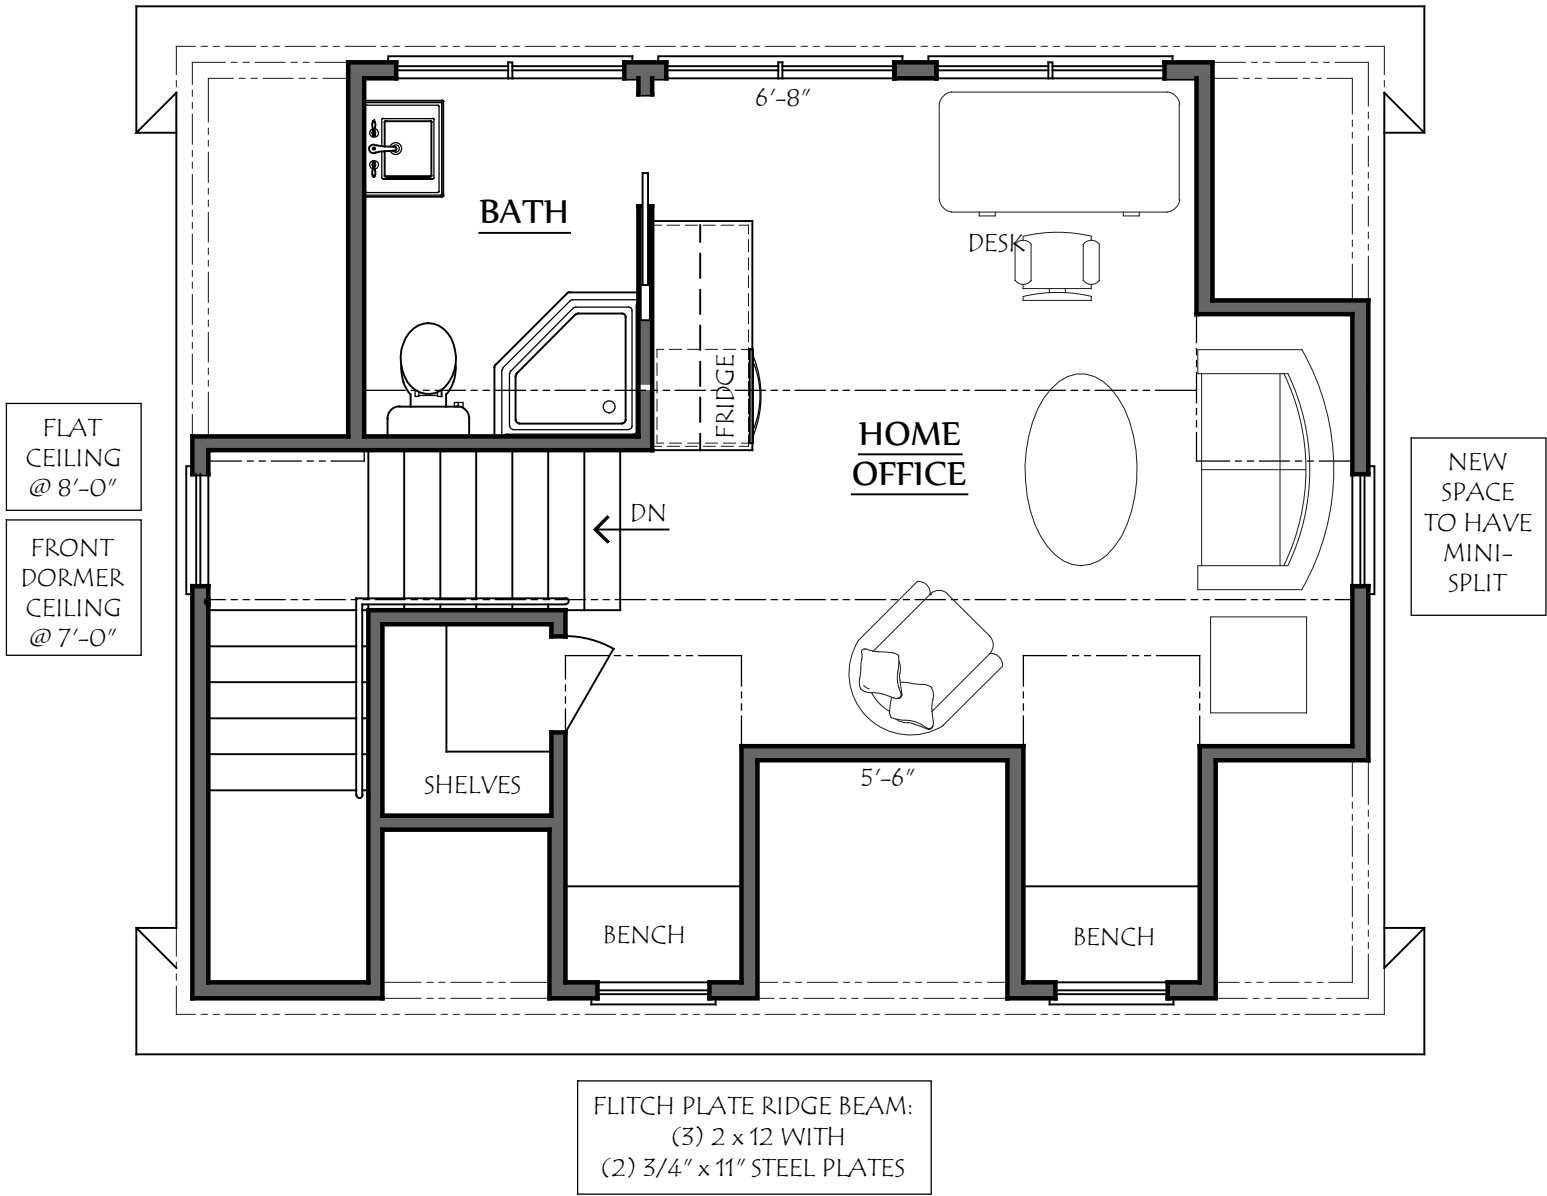 6'-8"
BATH
DESK
FRIDGE
FLAT
CEILING
@ 8'-0"
HOME
OFFICE
NEW
SPACE
TO HAVE
MINI-
SPLIT
DN
FRONT
DORMER
CEILING
@ 7'-0"
SHELVES
5'-6"
BENCH
BENCH
FLITCH PLATE RIDGE BEAM:
(3) 2 x 12 WITH
(2) 3/4" x 11" STEEL PLATES